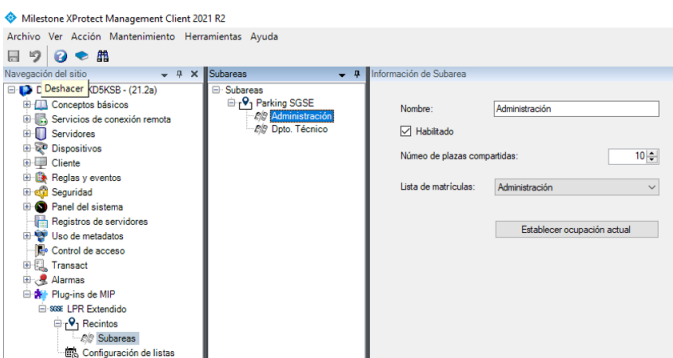 Milestone XProtect Management Client 2021 R2
Archivo Ver Acción Mantenimiento Herramientas Ayuda
Navegación del sitio
Deshacer KD5KSB - (21.2a)
Conceptos básicos
Servicios de conexión remota
Servidores
Dispositivos
Cliente
Reglas y eventos
Seguridad
Panel del sistema
Registros de servidores
Uso de metadatos
Control de acceso
Transact
Alarmas
Plug-ins de MIP
LPR Extendido
Recintos
Subareas
Configuración de listas
Subareas
Subareas
Parking SGSE
Administración
Dpto. Técnico
Información de Subarea
Nombre: Administración
Habilitado
Númeo de plazas compartidas: 10
Lista de matrículas: Administración
Establecer ocupación actual